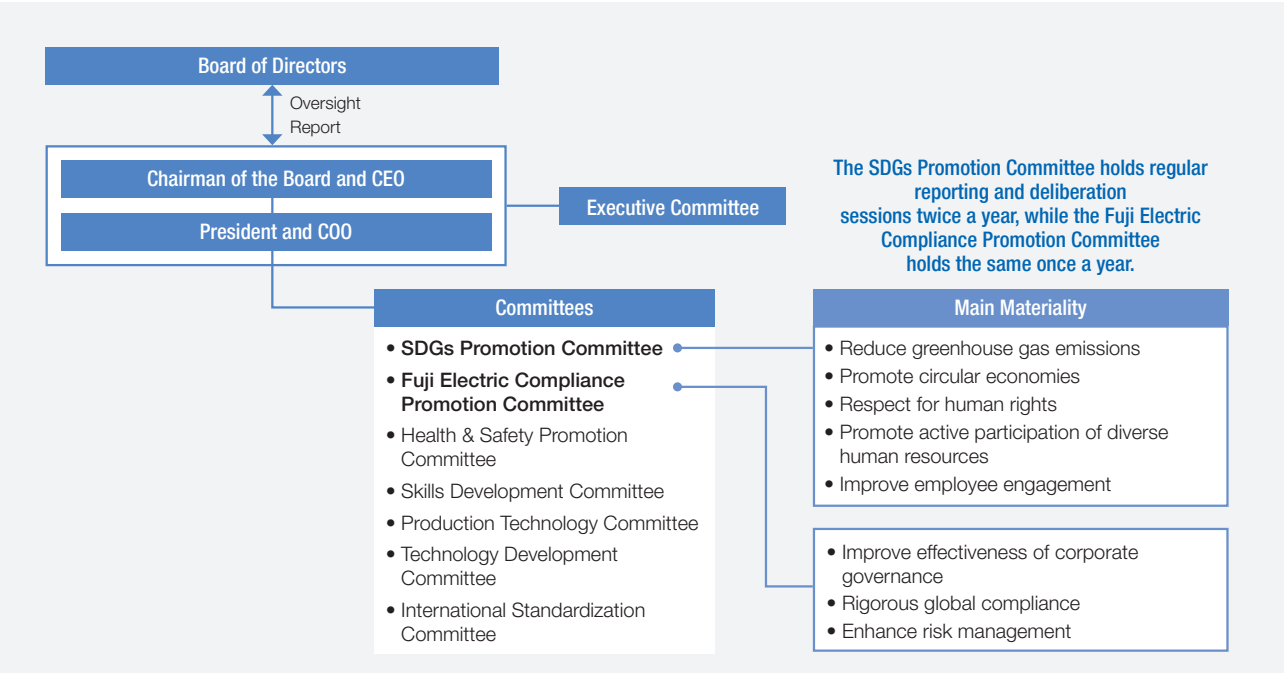 Board of Directors
Oversight
Report
Chairman of the Board and CEO
President and COO
Executive Committee
The SDGs Promotion Committee holds regular
reporting and deliberation
sessions twice a year, while the Fuji Electric
Compliance Promotion Committee
holds the same once a year.
Committees
• SDGs Promotion Committee
• Fuji Electric Compliance
Promotion Committee
• Health & Safety Promotion
Committee
• Skills Development Committee
• Production Technology Committee
• Technology Development
Committee
• International Standardization
Committee
Main Materiality
• Reduce greenhouse gas emissions
• Promote circular economies
• Respect for human rights
• Promote active participation of diverse
human resources
• Improve employee engagement
• Improve effectiveness of corporate
governance
• Rigorous global compliance
• Enhance risk management